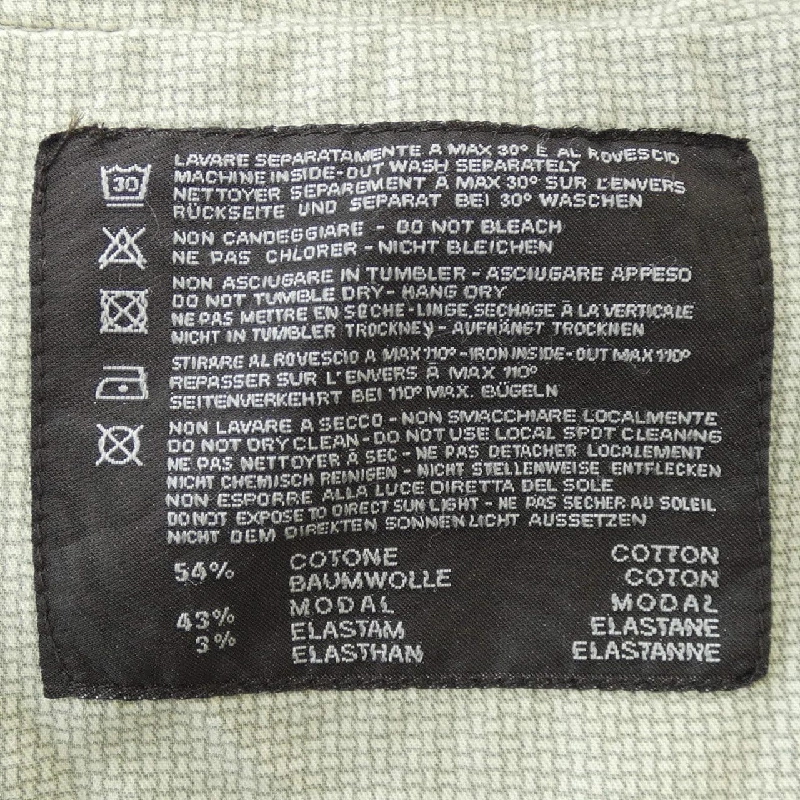 30
LAVARE SEPARATAMENTE A MAX 30° E AL ROVESCIO
MACHINE INSIDE-OUT WASH SEPARATELY
NETTOYER SEPAREMENT À MAX 30° SUR L'ENVERS
RÜCKSEITE UND SEPARAT BEI 30° WASCHEN
NON CANDEGGIARE - DO NOT BLEACH
NE PAS CHLORER - NICHT BLEICHEN
NON ASCIUGARE IN TUMBLER - ASCIUGARE APPESO
DO NOT TUMBLE DRY - HANG DRY
NE PAS METTRE EN SÉCHE - LINGE, SECHAGE À LA VERTICALE
NICHT IN TUMBLER TROCKNEN - AUFHÄNGT TROCKNEN
STIRARE AL ROVESCIO A MAX 110° - IRON INSIDE - OUT MAX 110°
REPASSER SUR L'ENVERS À MAX 110°
SEITENVERKEHRT BEI 110° MAX. BÜGELN
NON LAVARE A SECCO - NON SMACCHIARE LOCALMENTE
DO NOT DRY CLEAN - DO NOT USE LOCAL SPOT CLEANING
NE PAS NETTOYER À SEC - NE PAS DETACHER LOCALEMENT
NICHT CHEMISCH REINIGEN - NICHT STELLENWEISE ENTFLECKEN
NON ESPORRE ALLA LUCE DIRETTA DEL SOLE
DO NOT EXPOSE TO DIRECT SUN LIGHT - NE PAS SECHER AU SOLEIL
NICHT DEM DIREKTEN SONNENLICHT AUSSETZEN
54% COTONE COTTON
BAUMWOLLE COTON
43% MODAL MODAL
3% ELASTAM ELASTANE
ELASTHAN ELASTANNE